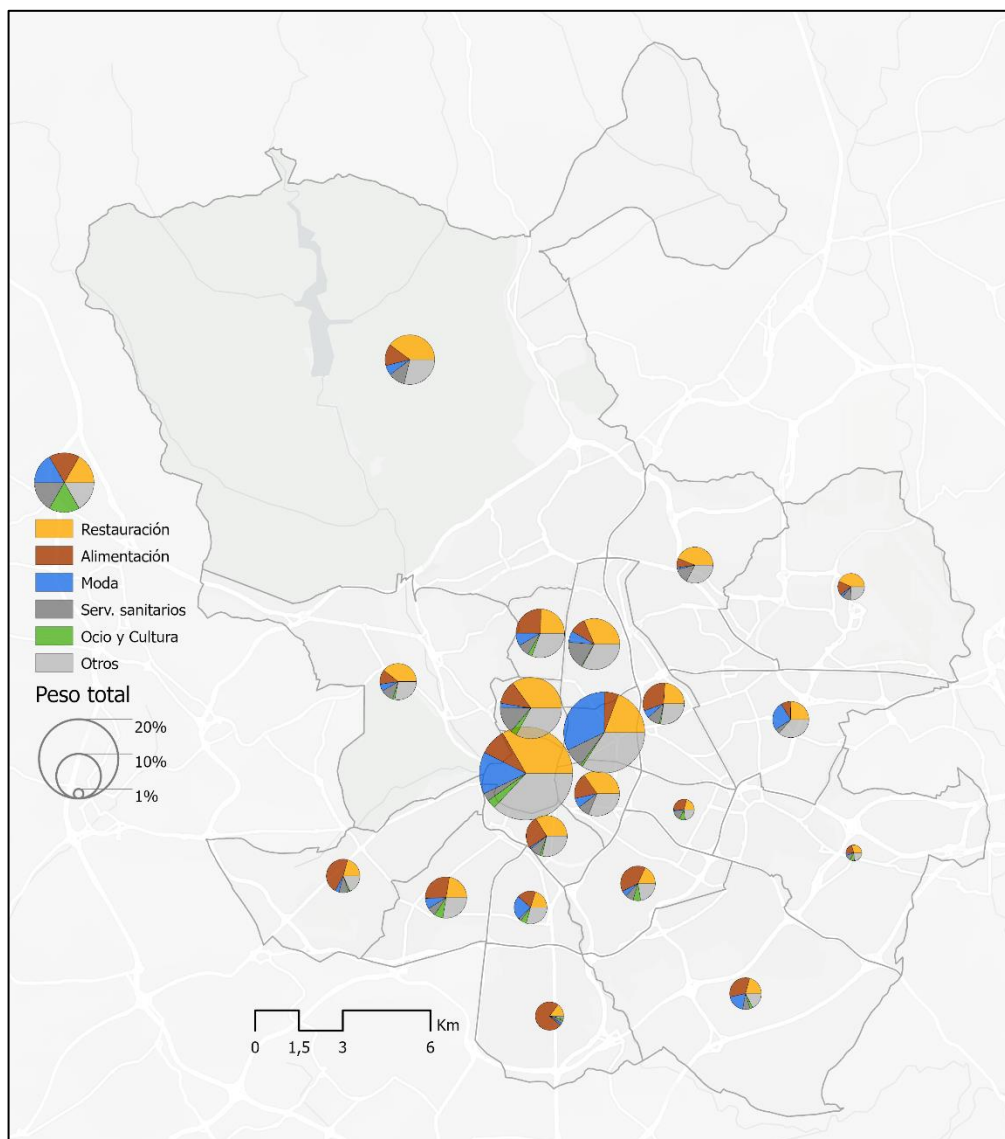 Restauración
Alimentación
Moda
Serv. sanitarios
Ocio y Cultura
Otros
Peso total
20%
10%
1%
Km
0 1,5 3 6